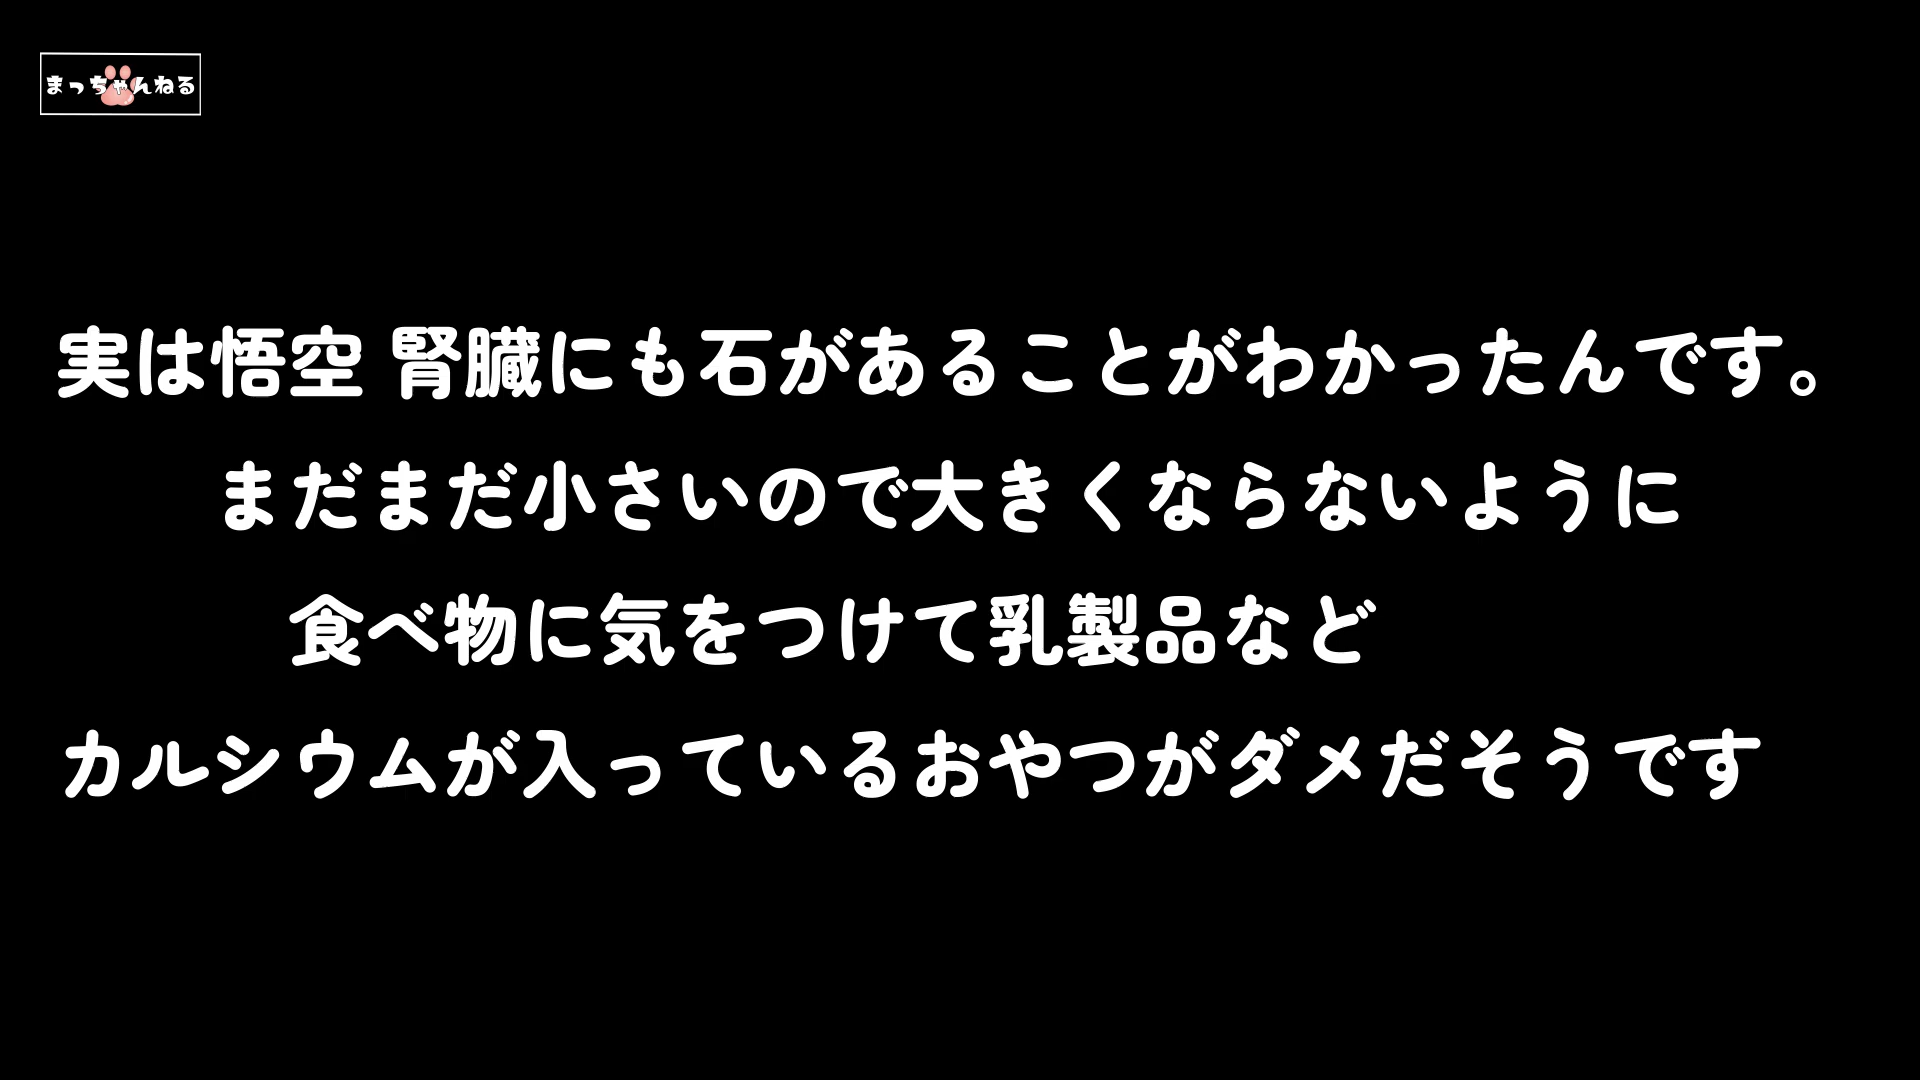 まっちゃんねる
実は悟空 腎臓にも石があることがわかったんです。
まだまだ小さいので大きくならないように
食べ物に気をつけて乳製品など
カルシウムが入っているおやつがダメだそうです